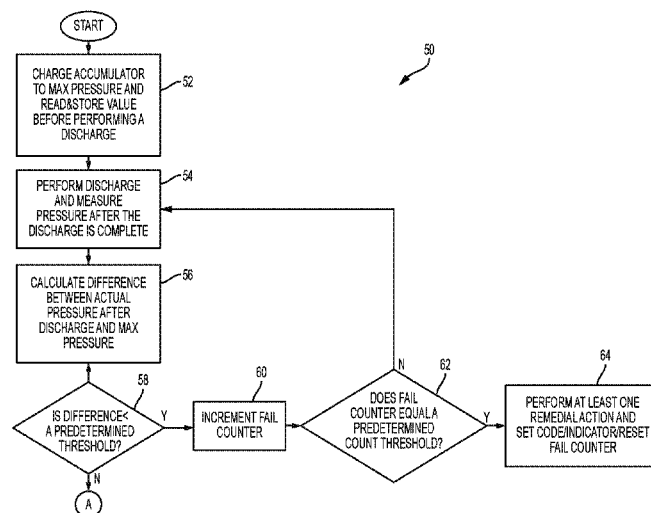 START
50
CHARGE ACCUMULATOR
TO MAX PRESSURE AND
READ&STORE VALUE
BEFORE PERFORMING A
DISCHARGE
52
PERFORM DISCHARGE
AND MEASURE
PRESSURE AFTER THE
DISCHARGE IS COMPLETE
54
CALCULATE DIFFERENCE
BETWEEN ACTUAL
PRESSURE AFTER
DISCHARGE AND MAX
PRESSURE
56
IS DIFFERENCE<
A PREDETERMINED
THRESHOLD?
58
Y
N
A
INCREMENT FAIL
COUNTER
60
DOES FAIL
COUNTER EQUAL A
PREDETERMINED
COUNT THRESHOLD?
62
N
Y
PERFORM AT LEAST ONE
REMEDIAL ACTION AND
SET CODE/INDICATOR/RESET
FAIL COUNTER
64